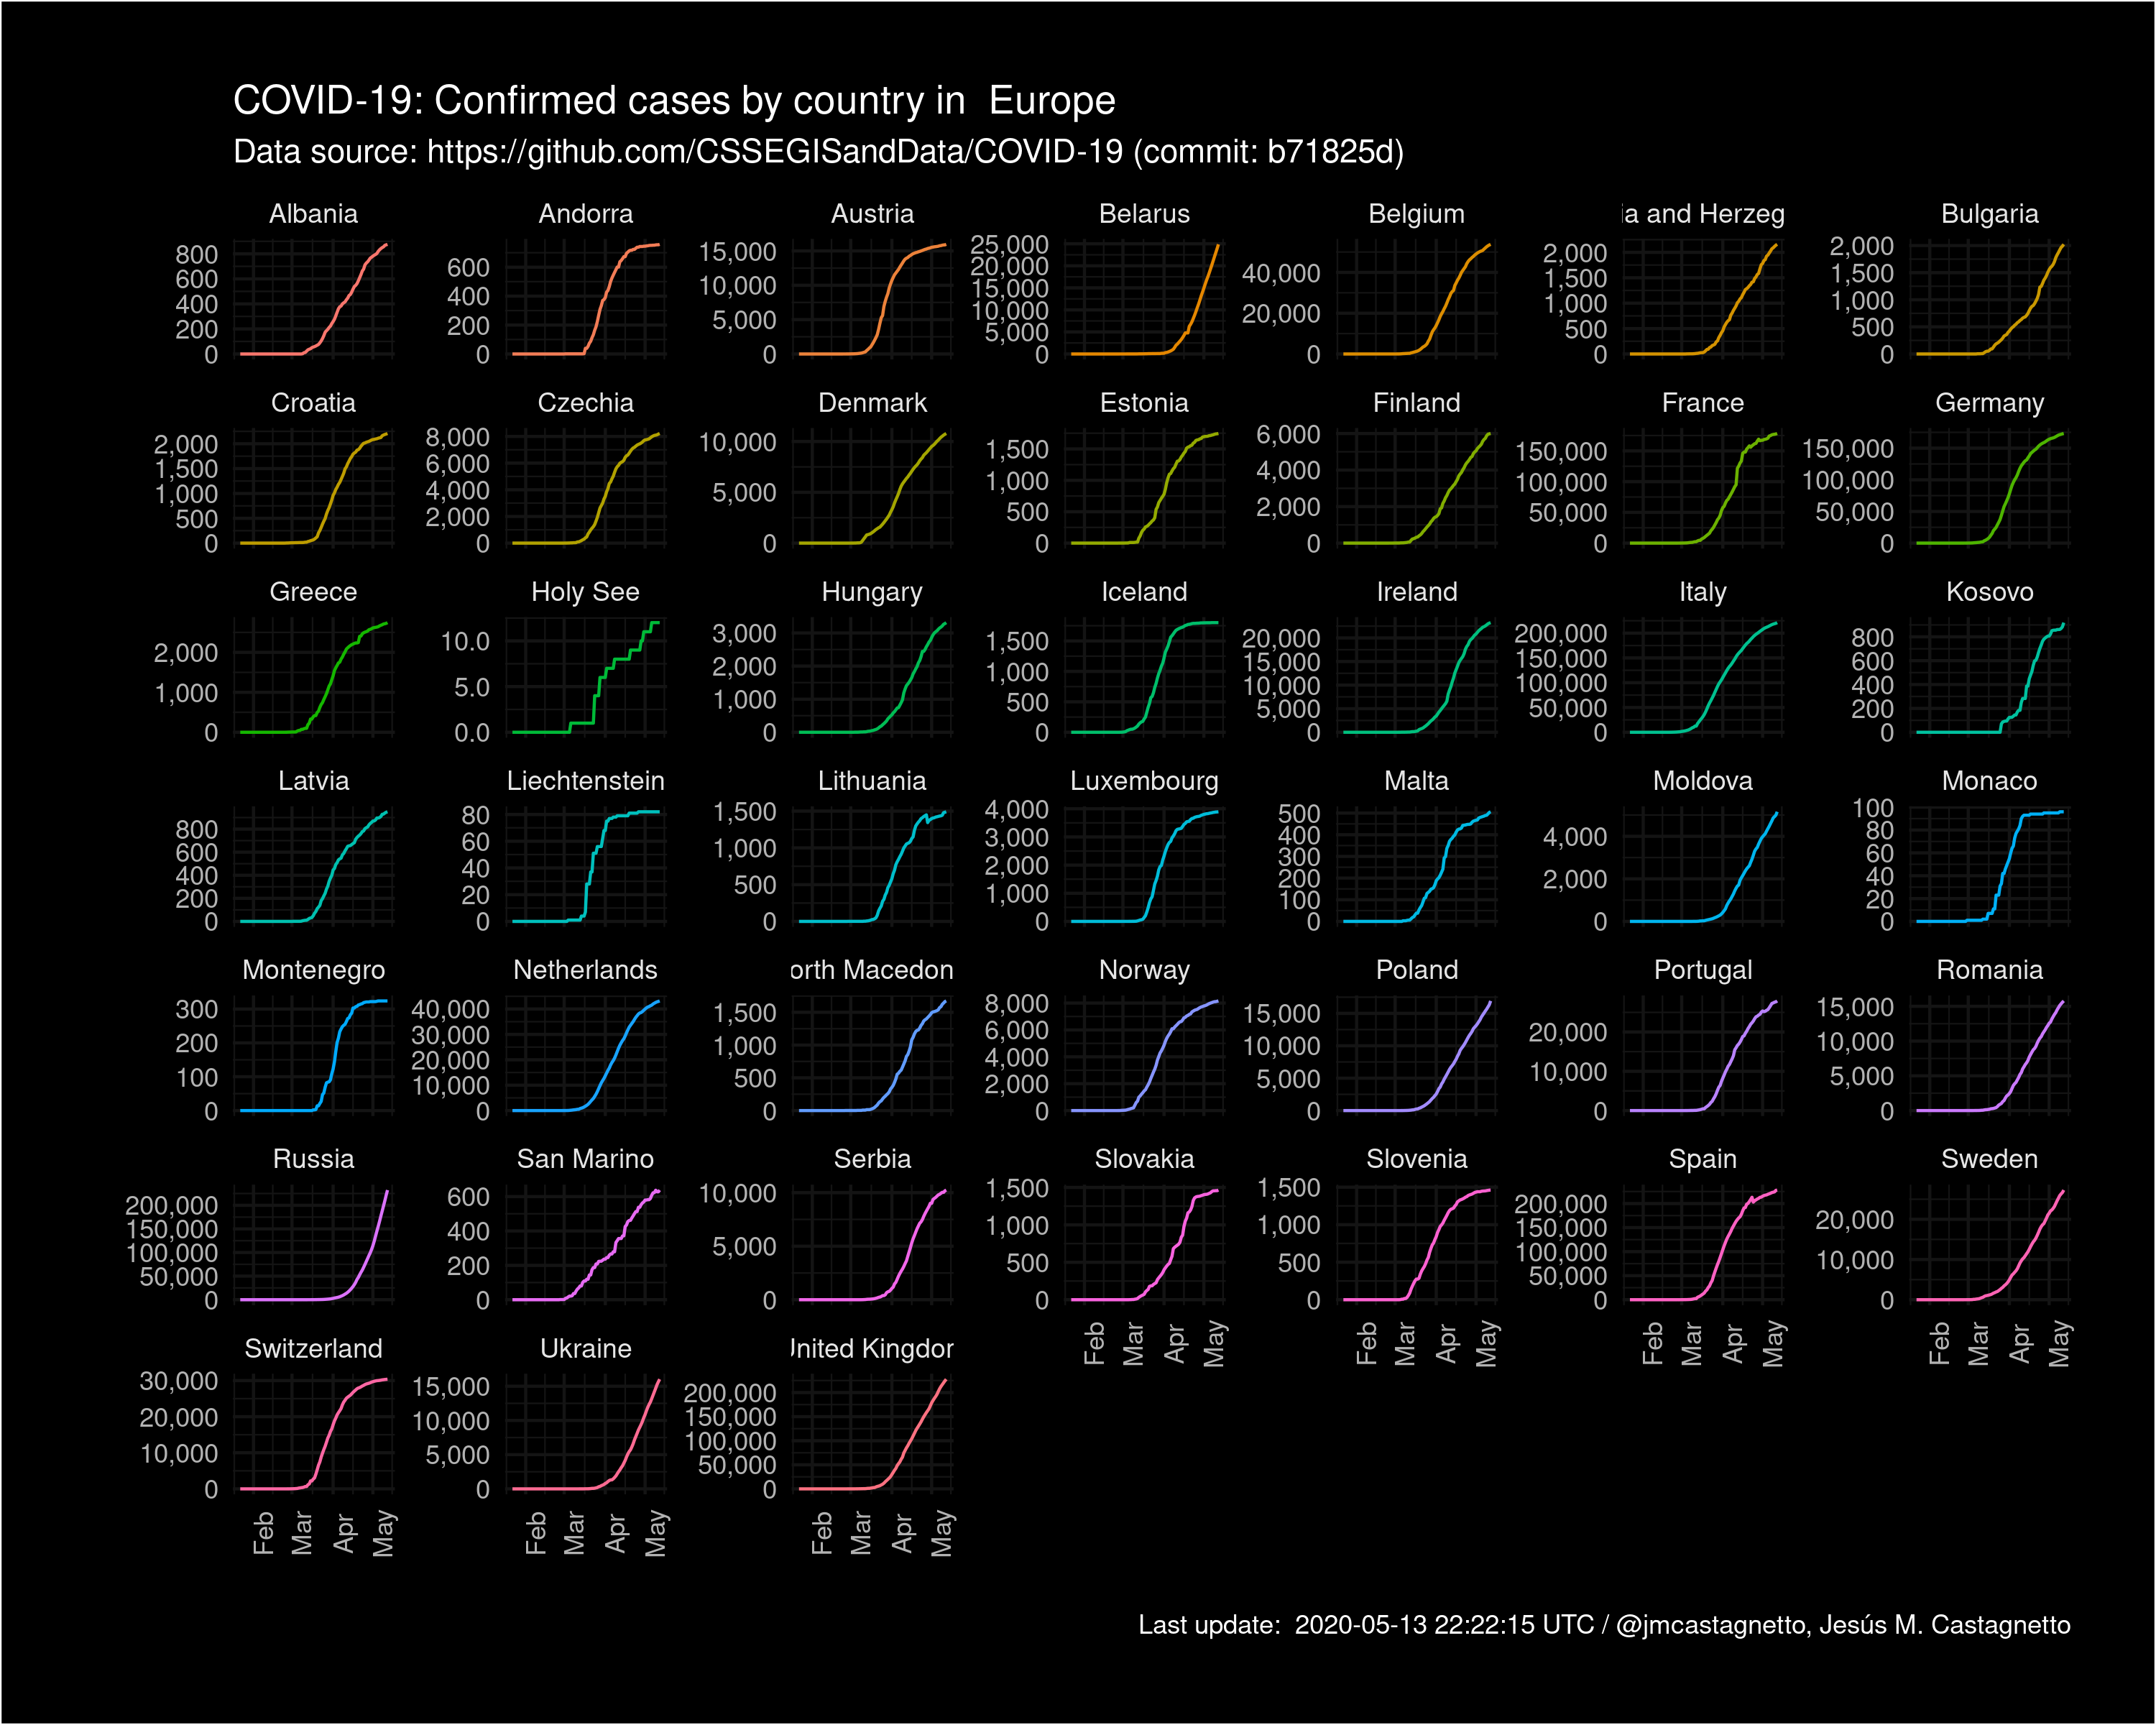 COVID-19: Confirmed cases by country in  Europe
Data source: https://github.com/CSSEGISandData/COVID-19 (commit: b71825d)
Albania Andorra Austria Belarus Belgium ia and Herzeg Bulgaria
800 600 400 200 0
600 400 200 0
15,000 10,000 5,000 0
25,000 20,000 15,000 10,000 5,000 0
40,000 20,000 0
2,000 1,500 1,000 500 0
2,000 1,500 1,000 500 0
Croatia Czechia Denmark Estonia Finland France Germany
2,000 1,500 1,000 500 0
8,000 6,000 4,000 2,000 0
10,000 5,000 0
1,500 1,000 500 0
6,000 4,000 2,000 0
150,000 100,000 50,000 0
150,000 100,000 50,000 0
Greece Holy See Hungary Iceland Ireland Italy Kosovo
2,000 1,000 0
10.0 5.0 0.0
3,000 2,000 1,000 0
1,500 1,000 500 0
20,000 15,000 10,000 5,000 0
200,000 150,000 100,000 50,000 0
800 600 400 200 0
Latvia Liechtenstein Lithuania Luxembourg Malta Moldova Monaco
800 600 400 200 0
80 60 40 20 0
1,500 1,000 500 0
4,000 3,000 2,000 1,000 0
500 400 300 200 100 0
4,000 2,000 0
100 80 60 40 20 0
Montenegro Netherlands orth Macedon Norway Poland Portugal Romania
300 200 100 0
40,000 30,000 20,000 10,000 0
1,500 1,000 500 0
8,000 6,000 4,000 2,000 0
15,000 10,000 5,000 0
20,000 10,000 0
15,000 10,000 5,000 0
Russia San Marino Serbia Slovakia Slovenia Spain Sweden
200,000 150,000 100,000 50,000 0
600 400 200 0
10,000 5,000 0
1,500 1,000 500 0
1,500 1,000 500 0
200,000 150,000 100,000 50,000 0
20,000 10,000 0
Feb Mar Apr May Feb Mar Apr May Feb Mar Apr May Feb Mar Apr May
Switzerland Ukraine United Kingdor
30,000 20,000 10,000 0
15,000 10,000 5,000 0
200,000 150,000 100,000 50,000 0
Feb Mar Apr May Feb Mar Apr May Feb Mar Apr May
Last update:  2020-05-13 22:22:15 UTC / @jmcastagnetto, Jesús M. Castagnetto